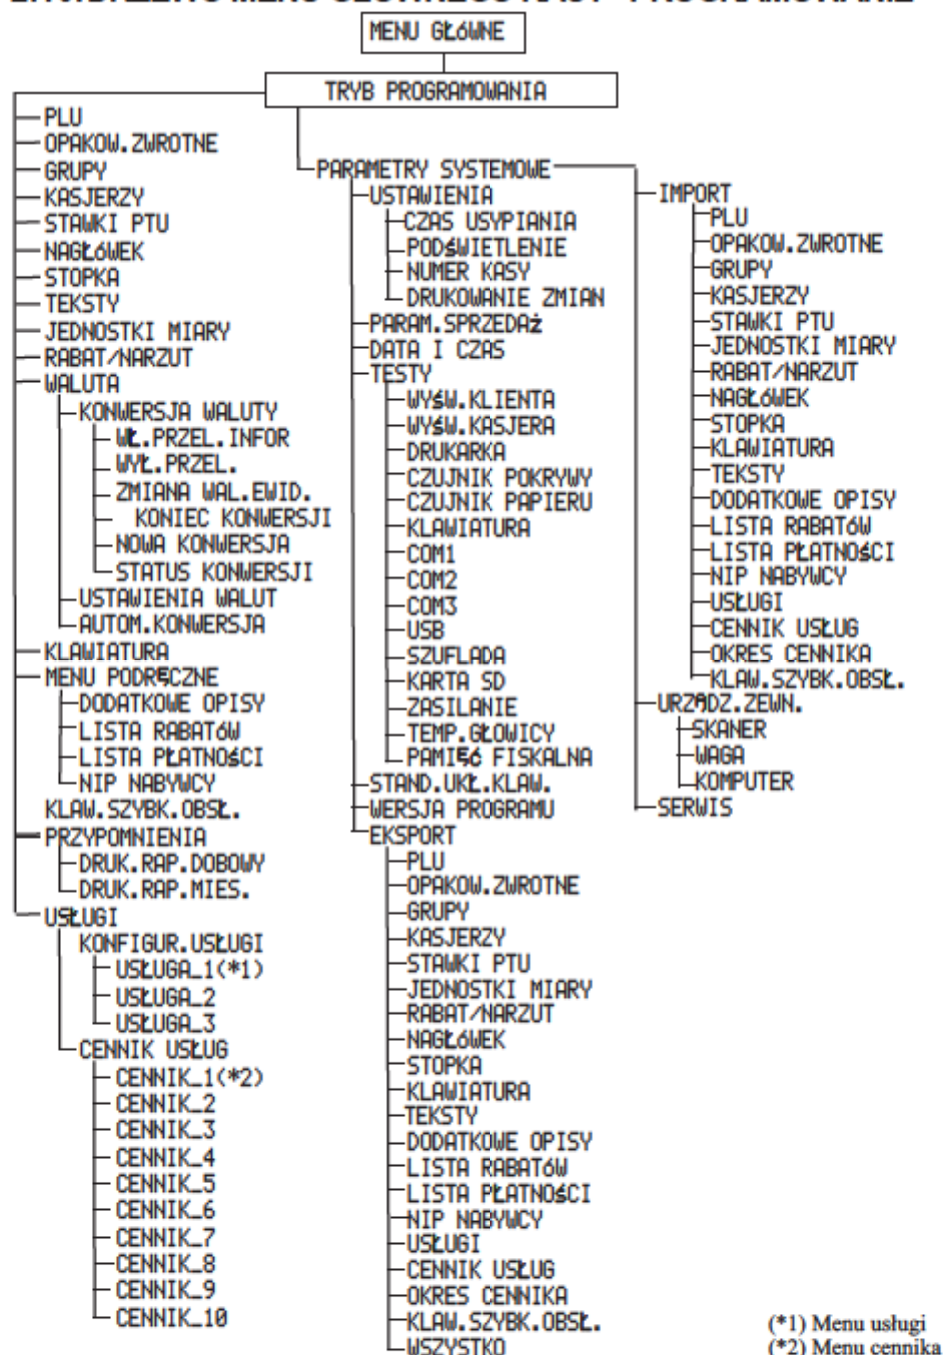 MENU GŁÓWNE
TRYB PROGRAMOWANIA
PLU
OPAKOW.ZWROTNE
GRUPY
KASJERZY
STAWKI PTU
NAGŁÓWEK
STOPKA
TEKSTY
JEDNOSTKI MIARY
RABAT/NARZUT
WALUTA
KONWERSJA WALUTY
WŁ.PRZEL.INFOR
WYŁ.PRZEL.
ZMIANA WAL.EWID.
KONIEC KONWERSJI
NOWA KONWERSJA
STATUS KONWERSJI
USTAWIENIA WALUT
AUTOM.KONWERSJA
KLAWIATURA
MENU PODRĘCZNE
DODATKOWE OPISY
LISTA RABATÓW
LISTA PŁATNOŚCI
NIP NABYWCY
KLAW.SZYBK.OBSŁ.
PRZYPOMNIENIA
DRUK.RAP.DOBOWY
DRUK.RAP.MIES.
USŁUGI
KONFIGUR.USŁUGI
USŁUGA_1(*1)
USŁUGA_2
USŁUGA_3
CENNIK USŁUG
CENNIK_1(*2)
CENNIK_2
CENNIK_3
CENNIK_4
CENNIK_5
CENNIK_6
CENNIK_7
CENNIK_8
CENNIK_9
CENNIK_10
PARAMETRY SYSTEMOWE
USTAWIENIA
CZAS USYPIANIA
PODŚWIETLENIE
NUMER KASY
DRUKOWANIE ZMIAN
PARAM.SPRZEDAŻ
DATA I CZAS
TESTY
WYŚW.KLIENTA
WYŚW.KASJERA
DRUKARKA
CZUJNIK POKRYWY
CZUJNIK PAPIERU
KLAWIATURA
COM1
COM2
COM3
USB
SZUFLADA
KARTA SD
ZASILANIE
TEMP.GŁOWICY
PAMIĘĆ FISKALNA
STAND.UKŁ.KLAW.
WERSJA PROGRAMU
EKSPORT
PLU
OPAKOW.ZWROTNE
GRUPY
KASJERZY
STAWKI PTU
JEDNOSTKI MIARY
RABAT/NARZUT
NAGŁÓWEK
STOPKA
KLAWIATURA
TEKSTY
DODATKOWE OPISY
LISTA RABATÓW
LISTA PŁATNOŚCI
NIP NABYWCY
USŁUGI
CENNIK USŁUG
OKRES CENNIKA
KLAW.SZYBK.OBSŁ.
WSZYSTKO
IMPORT
PLU
OPAKOW.ZWROTNE
GRUPY
KASJERZY
STAWKI PTU
JEDNOSTKI MIARY
RABAT/NARZUT
NAGŁÓWEK
STOPKA
KLAWIATURA
TEKSTY
DODATKOWE OPISY
LISTA RABATÓW
LISTA PŁATNOŚCI
NIP NABYWCY
USŁUGI
CENNIK USŁUG
OKRES CENNIKA
KLAW.SZYBK.OBSŁ.
URZĄDZ.ZEWN.
SKANER
WAGA
KOMPUTER
SERWIS
(*1) Menu usługi
(*2) Menu cennika